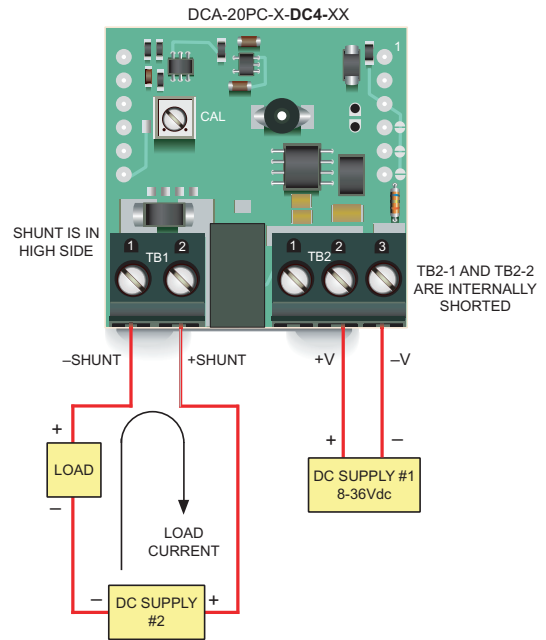 DCA-20PC-X-DC4-XX
1
CAL
SHUNT IS IN
HIGH SIDE
1 2
TB1
1 2 3
TB2
TB2-1 AND TB2-2
ARE INTERNALLY
SHORTED
–SHUNT +SHUNT
+V –V
+
LOAD
–
+ –
DC SUPPLY #1
8-36Vdc
LOAD
CURRENT
– +
DC SUPPLY
#2